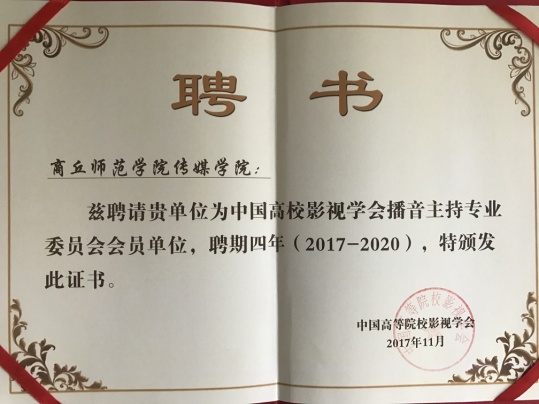 聘书
商丘师范学院传媒学院：
兹聘请贵单位为中国高校影视学会播音主持专业
委员会会员单位，聘期四年（2017-2020），特颁发
此证书。
中国高等院校影视学会
2017年11月